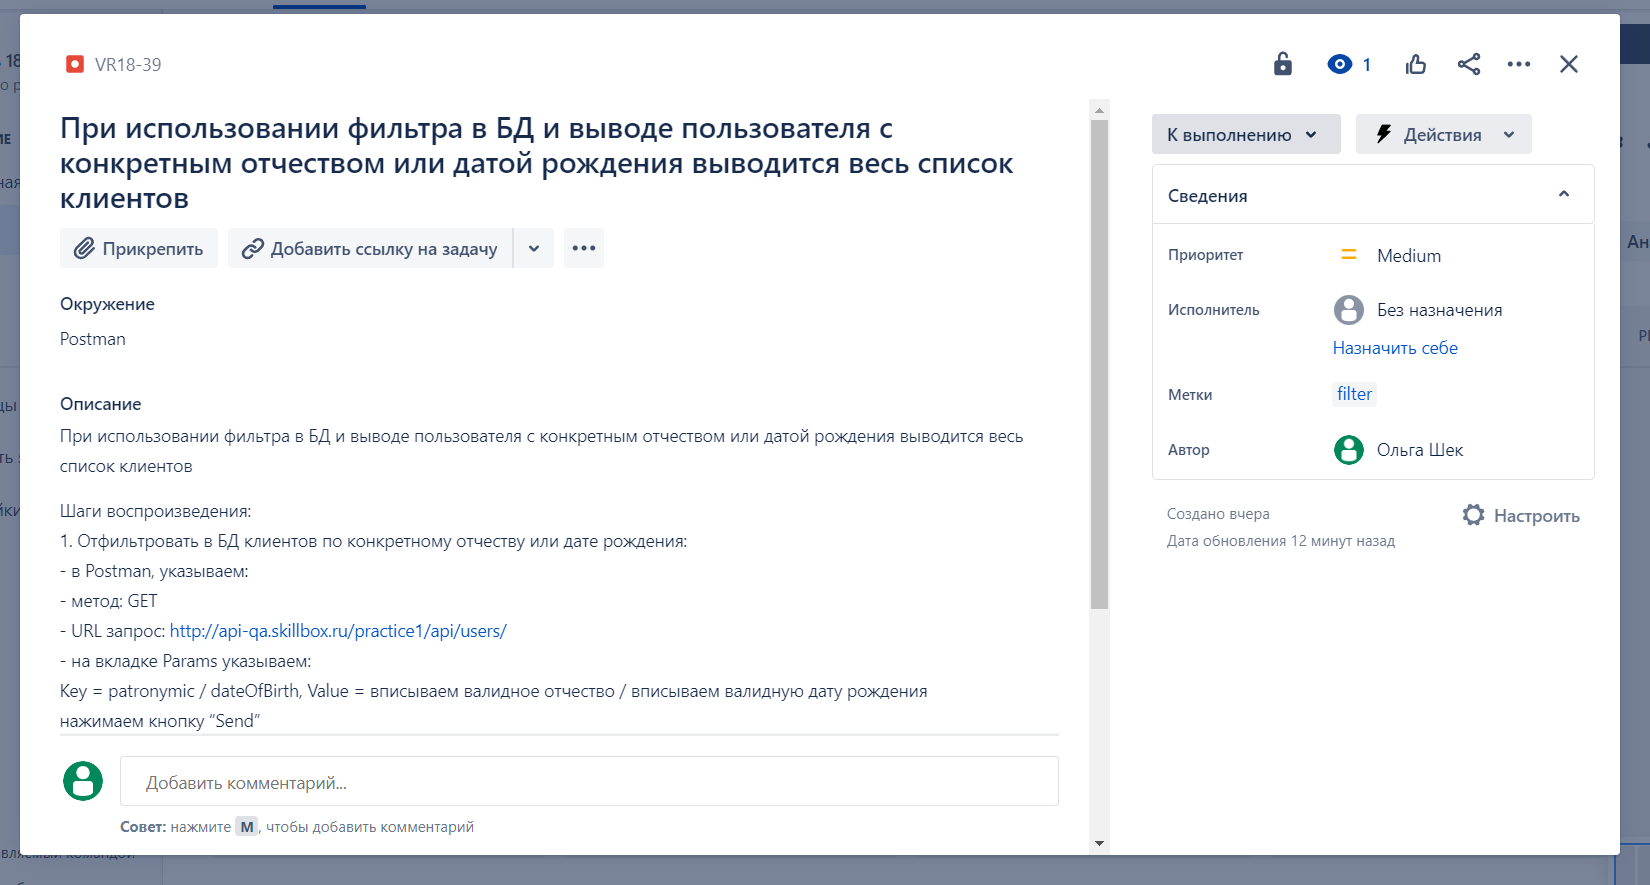 VR18-39
1
При использовании фильтра в БД и выводе пользователя с
конкретным отчеством или датой рождения выводится весь список
клиентов
Прикрепить
Добавить ссылку на задачу
Окружение
Postman
Описание
При использовании фильтра в БД и выводе пользователя с конкретным отчеством или датой рождения выводится весь
список клиентов
Шаги воспроизведения:
1. Отфильтровать в БД клиентов по конкретному отчеству или дате рождения:
- в Postman, указываем:
- метод: GET
- URL запрос: http://api-qa.skillbox.ru/practice1/api/users/
- на вкладке Params указываем:
Key = patronymic / dateOfBirth, Value = вписываем валидное отчество / вписываем валидную дату рождения
нажимаем кнопку “Send”
Добавить комментарий...
Совет: нажмите M, чтобы добавить комментарий
К выполнению
Действия
Сведения
Приоритет
Medium
Исполнитель
Без назначения
Назначить себе
Метки
filter
Автор
Ольга Шек
Создано вчера
Настроить
Дата обновления 12 минут назад